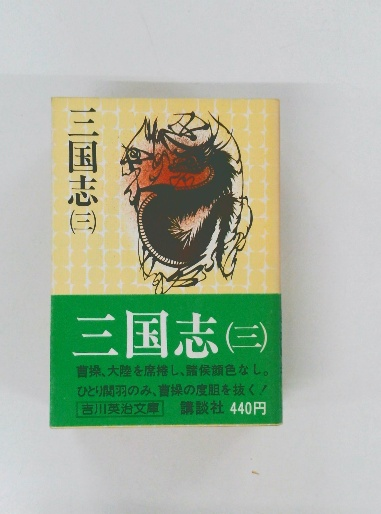 三国志(三)
三国志(三)
曹操、大陸を席捲し、諸侯顔色なし。
ひとり関羽のみ、曹操の度胆を抜く！
吉川英治文庫 講談社 440円